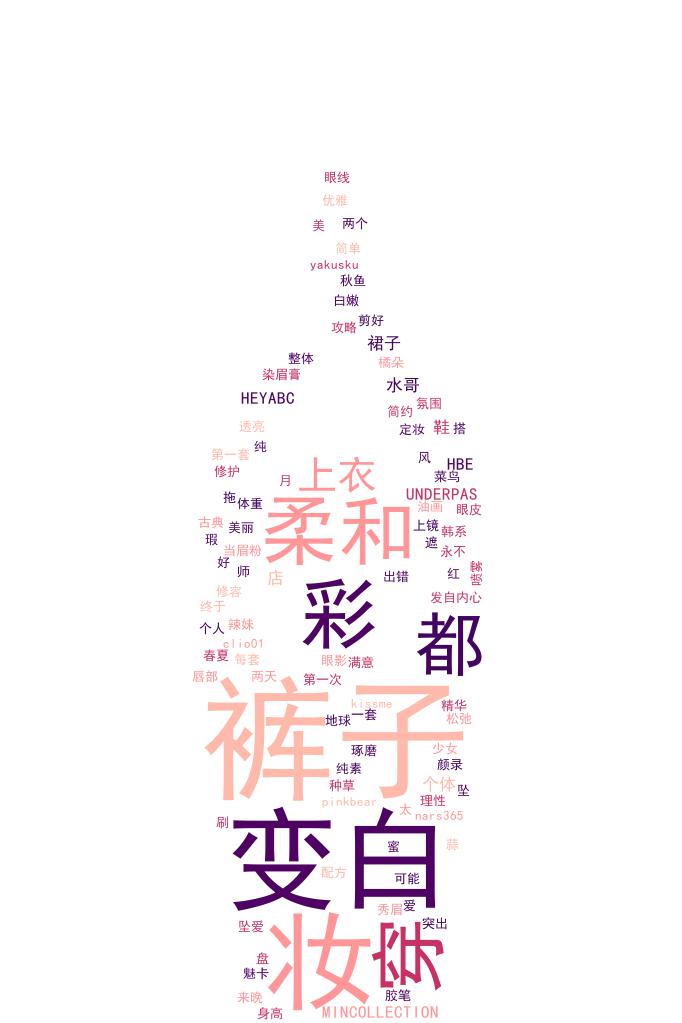 眼线
优雅
美 两个
简单
yakusku
秋鱼
白嫩
攻略 剪好
裙子
整体 橘朵
染眉膏 水哥
HEYABC 简约 氛围
透亮 定妆 鞋 搭
第一套 纯 风 HBE
修护 月 上衣 菜鸟
拖 体重 UNDERPAS
油画 眼皮
古典 美丽 柔和 上镜 韩系
瑕 当眉粉 遮 永不
好 师 店 出错 红 喷雾
修容 发自内心
终于 彩
个人 辣妹 都
clio01
春夏 每套 眼影 满意
唇部 两天 第一次
kissme 精华
地球 一套 松弛
裤子
琢磨 少女
纯素 颜录
种草 个体 坠
pinkbear 理性
太 nars365
刷 变白 蜜 蒜
配方 可能
秀眉 爱
坠爱 突出
妆 穿
盘
魅卡
来晚 胶笔
身高 MINCOLLECTION